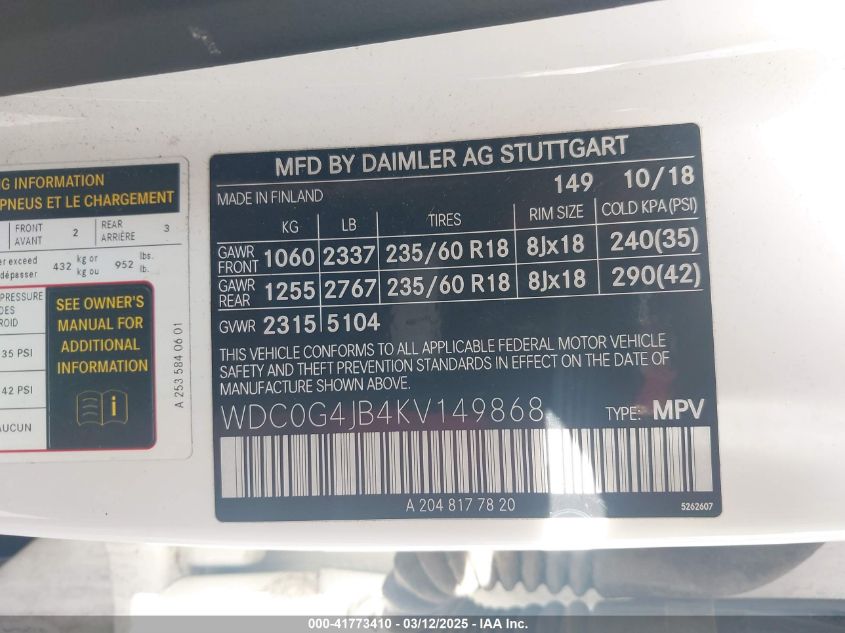 NG INFORMATION
PNEUS ET LE CHARGEMENT
FRONT AVANT 2 REAR ARRIÈRE 3
er exceed
dépasser 432 kg or kg ou 952 lbs. lb.
PRESSURE
DES
ROID
35 PSI
42 PSI
AUCUN
SEE OWNER'S
MANUAL FOR
ADDITIONAL
INFORMATION
i
A 253 584 06 01
MFD BY DAIMLER AG STUTTGART
MADE IN FINLAND 149 10/18
KG LB TIRES RIM SIZE COLD KPA (PSI)
GAWR FRONT 1060 2337 235/60 R18 8Jx18 240(35)
GAWR REAR 1255 2767 235/60 R18 8Jx18 290(42)
GVWR 2315 5104
THIS VEHICLE CONFORMS TO ALL APPLICABLE FEDERAL MOTOR VEHICLE
SAFETY AND THEFT PREVENTION STANDARDS IN EFFECT ON THE DATE OF
MANUFACTURE SHOWN ABOVE.
WDC0G4JB4KV149868 TYPE: MPV
A 204 817 78 20
5262607
000-41773410 - 03/12/2025 - IAA Inc.